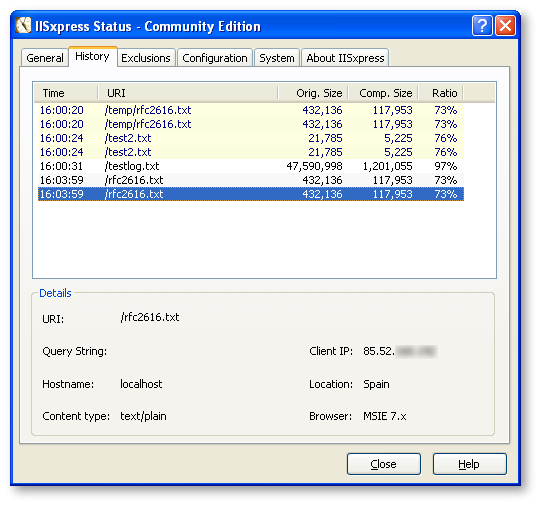 IISxpress Status - Community Edition
General History Exclusions Configuration System About IISxpress
Time URI Orig. Size Comp. Size Ratio
16:00:20 /temp/rfc2616.txt 432,136 117,953 73%
16:00:20 /temp/rfc2616.txt 432,136 117,953 73%
16:00:24 /test2.txt 21,785 5,225 76%
16:00:24 /test2.txt 21,785 5,225 76%
16:00:31 /testlog.txt 47,590,998 1,201,055 97%
16:03:59 /rfc2616.txt 432,136 117,953 73%
16:03:59 /rfc2616.txt 432,136 117,953 73%
Details
URI: /rfc2616.txt
Query String: Client IP: 85.52.
Hostname: localhost Location: Spain
Content type: text/plain Browser: MSIE 7.x
Close Help